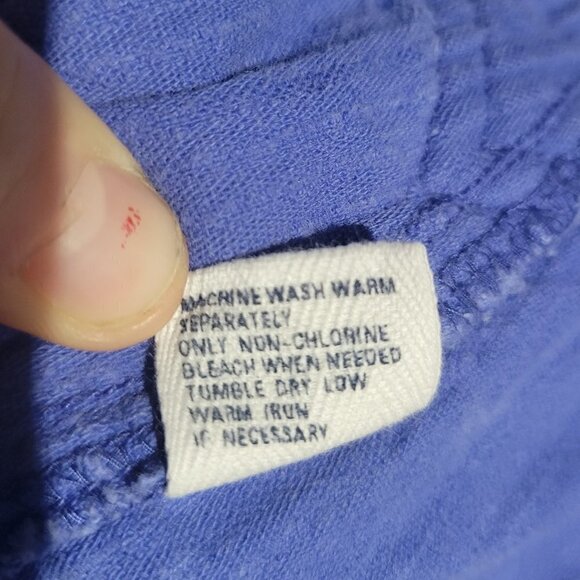 MACHINE WASH WARM
SEPARATELY
ONLY NON-CHLORINE
BLEACH WHEN NEEDED
TUMBLE DRY LOW
WARM IRON
IF NECESSARY